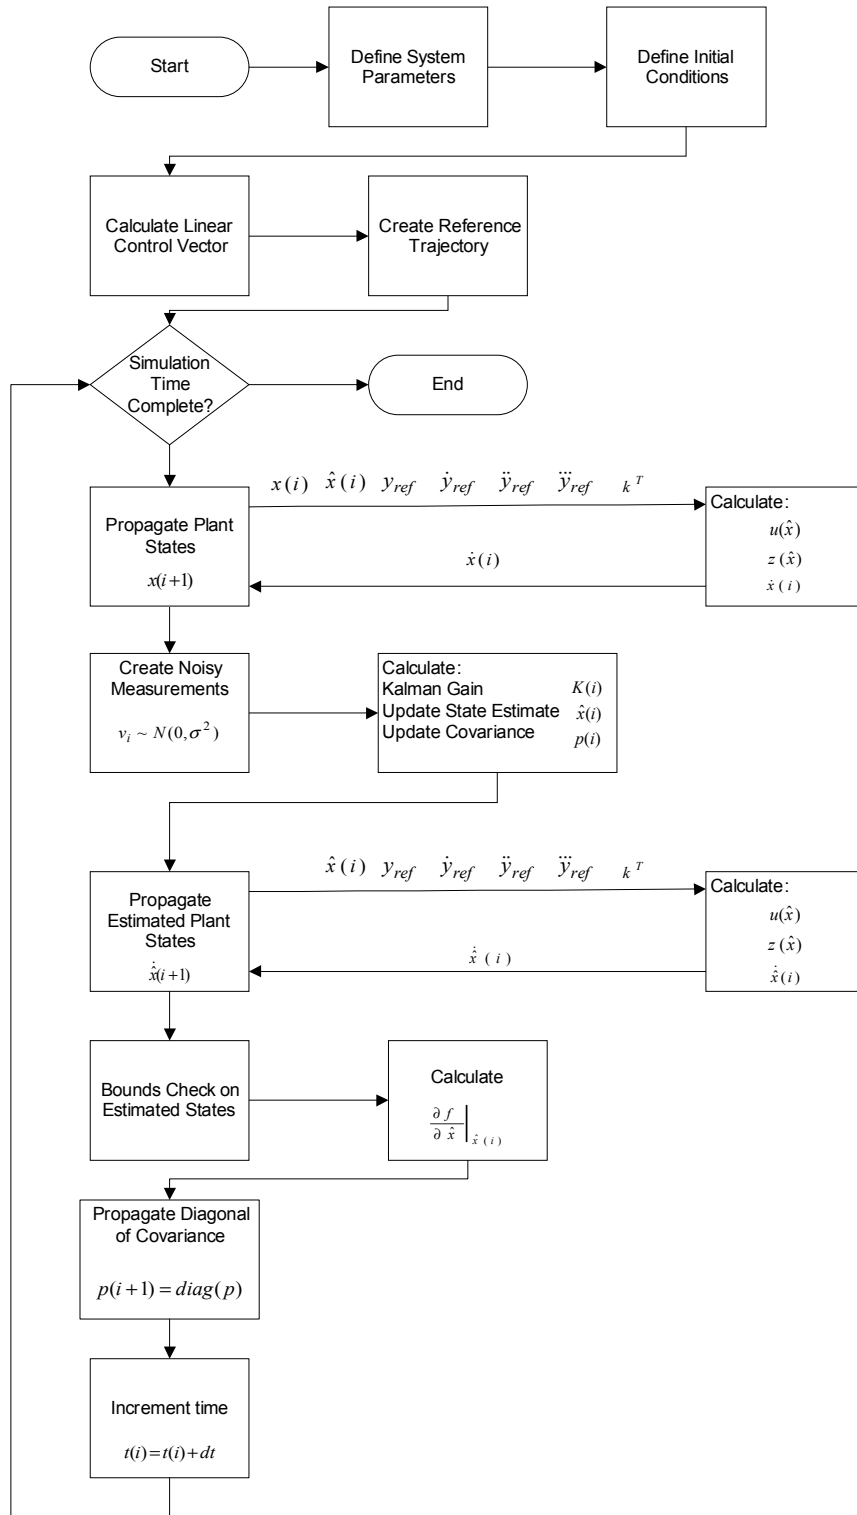 Start
Define System
Parameters
Define Initial
Conditions
Calculate Linear
Control Vector
Create Reference
Trajectory
Simulation
Time
Complete?
End
x(i) x̂(i) y_ref ẏ_ref ÿ_ref y⃛_ref k^T
Propagate Plant
States
x(i+1)
ẋ(i)
Calculate:
u(x̂)
z(x̂)
ẋ(i)
Create Noisy
Measurements
v_i ~ N(0,σ²)
Calculate:
Kalman Gain K(i)
Update State Estimate x̂(i)
Update Covariance p(i)
x̂(i) y_ref ẏ_ref ÿ_ref y⃛_ref k^T
Propagate
Estimated Plant
States
x̂̇(i+1)
x̂̇(i)
Calculate:
u(x̂)
z(x̂)
x̂̇(i)
Bounds Check on
Estimated States
Calculate
∂f/∂x̂|_x̂(i)
Propagate Diagonal
of Covariance
p(i+1) = diag(p)
Increment time
t(i)=t(i)+dt